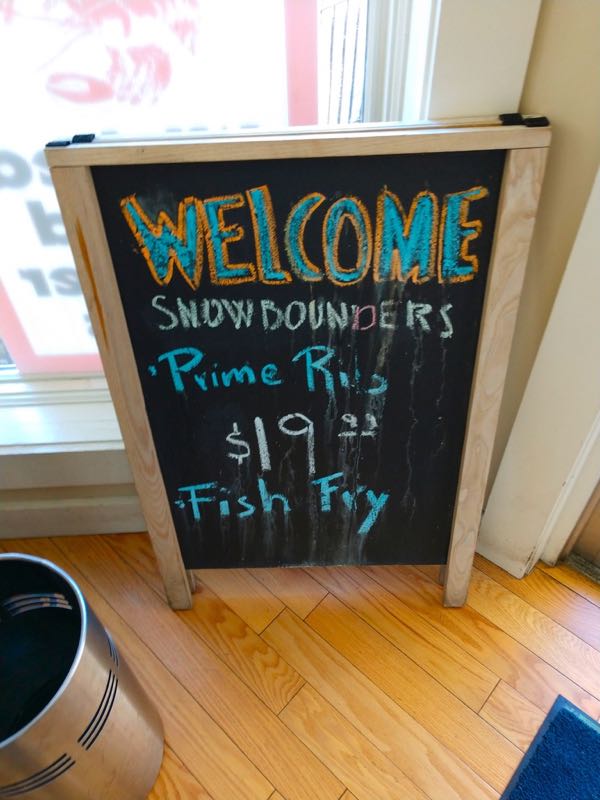 WELCOME
SNOWBOUNDERS
Prime Rib
$19.99
Fish Fry